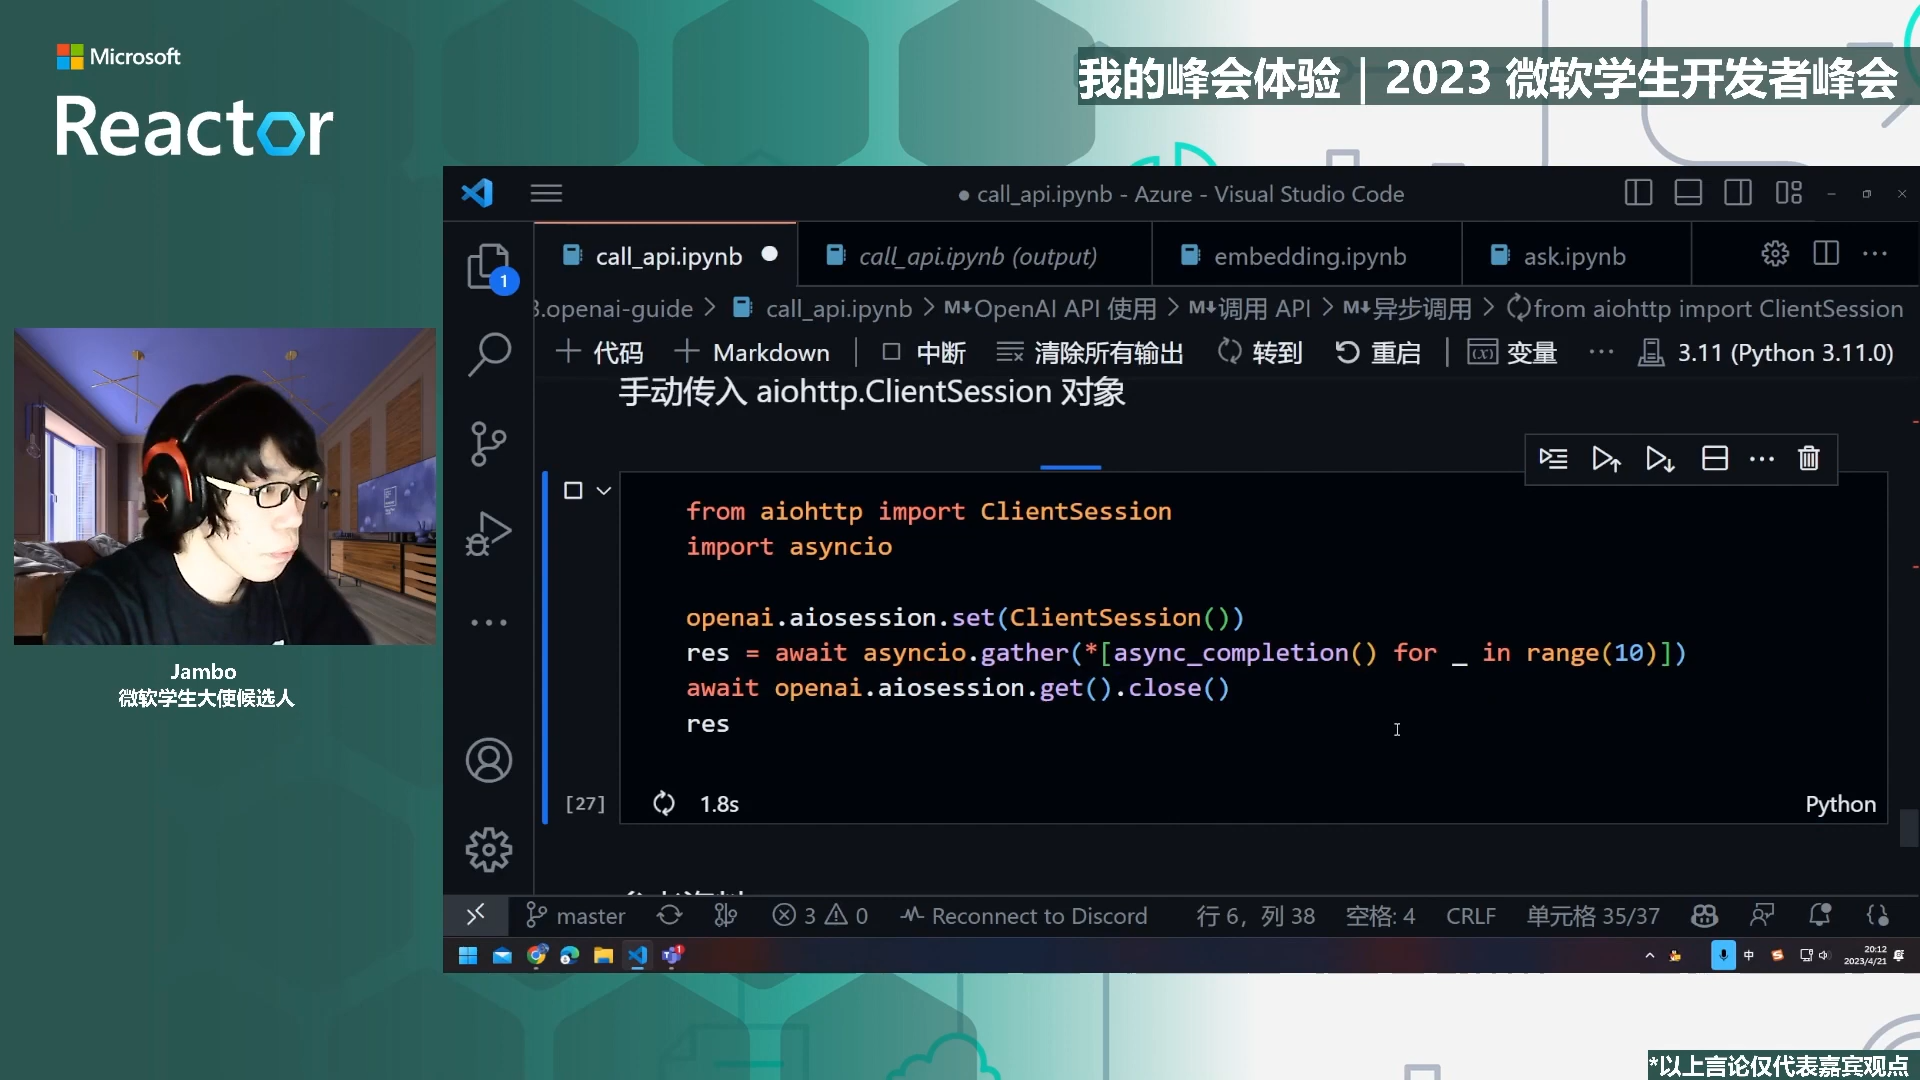 Microsoft
Reactor
我的峰会体验｜2023 微软学生开发者峰会
call_api.ipynb - Azure - Visual Studio Code
call_api.ipynb
call_api.ipynb (output)
embedding.ipynb
ask.ipynb
1
.openai-guide > call_api.ipynb > M↓OpenAI API 使用 > M↓调用 API > M↓异步调用 > from aiohttp import ClientSession
代码
Markdown
中断
清除所有输出
转到
重启
变量
3.11 (Python 3.11.0)
手动传入 aiohttp.ClientSession 对象
from aiohttp import ClientSession
import asyncio
openai.aiosession.set(ClientSession())
res = await asyncio.gather(*[async_completion() for _ in range(10)])
await openai.aiosession.get().close()
res
[27]
1.8s
Python
Jambo
微软学生大使候选人
master
3
0
Reconnect to Discord
行 6，列 38
空格: 4
CRLF
单元格 35/37
中
20:12
2023/4/21
*以上言论仅代表嘉宾观点